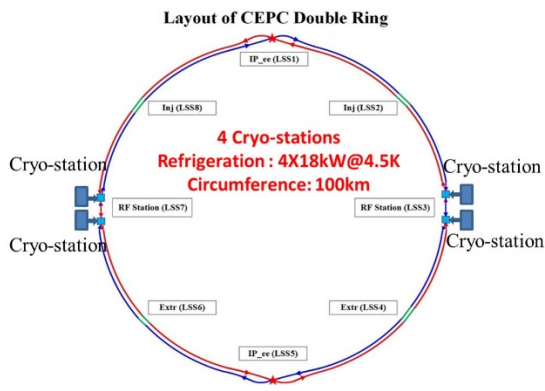 Layout of CEPC Double Ring
IP_ee (LSS1)
Inj (LSS8)
Inj (LSS2)
4 Cryo-stations
Refrigeration : 4X18kW@4.5K
Circumference: 100km
Cryo-station
Cryo-station
RF Station (LSS7)
RF Station (LSS3)
Cryo-station
Cryo-station
Extr (LSS6)
Extr (LSS4)
IP_ee (LSS5)